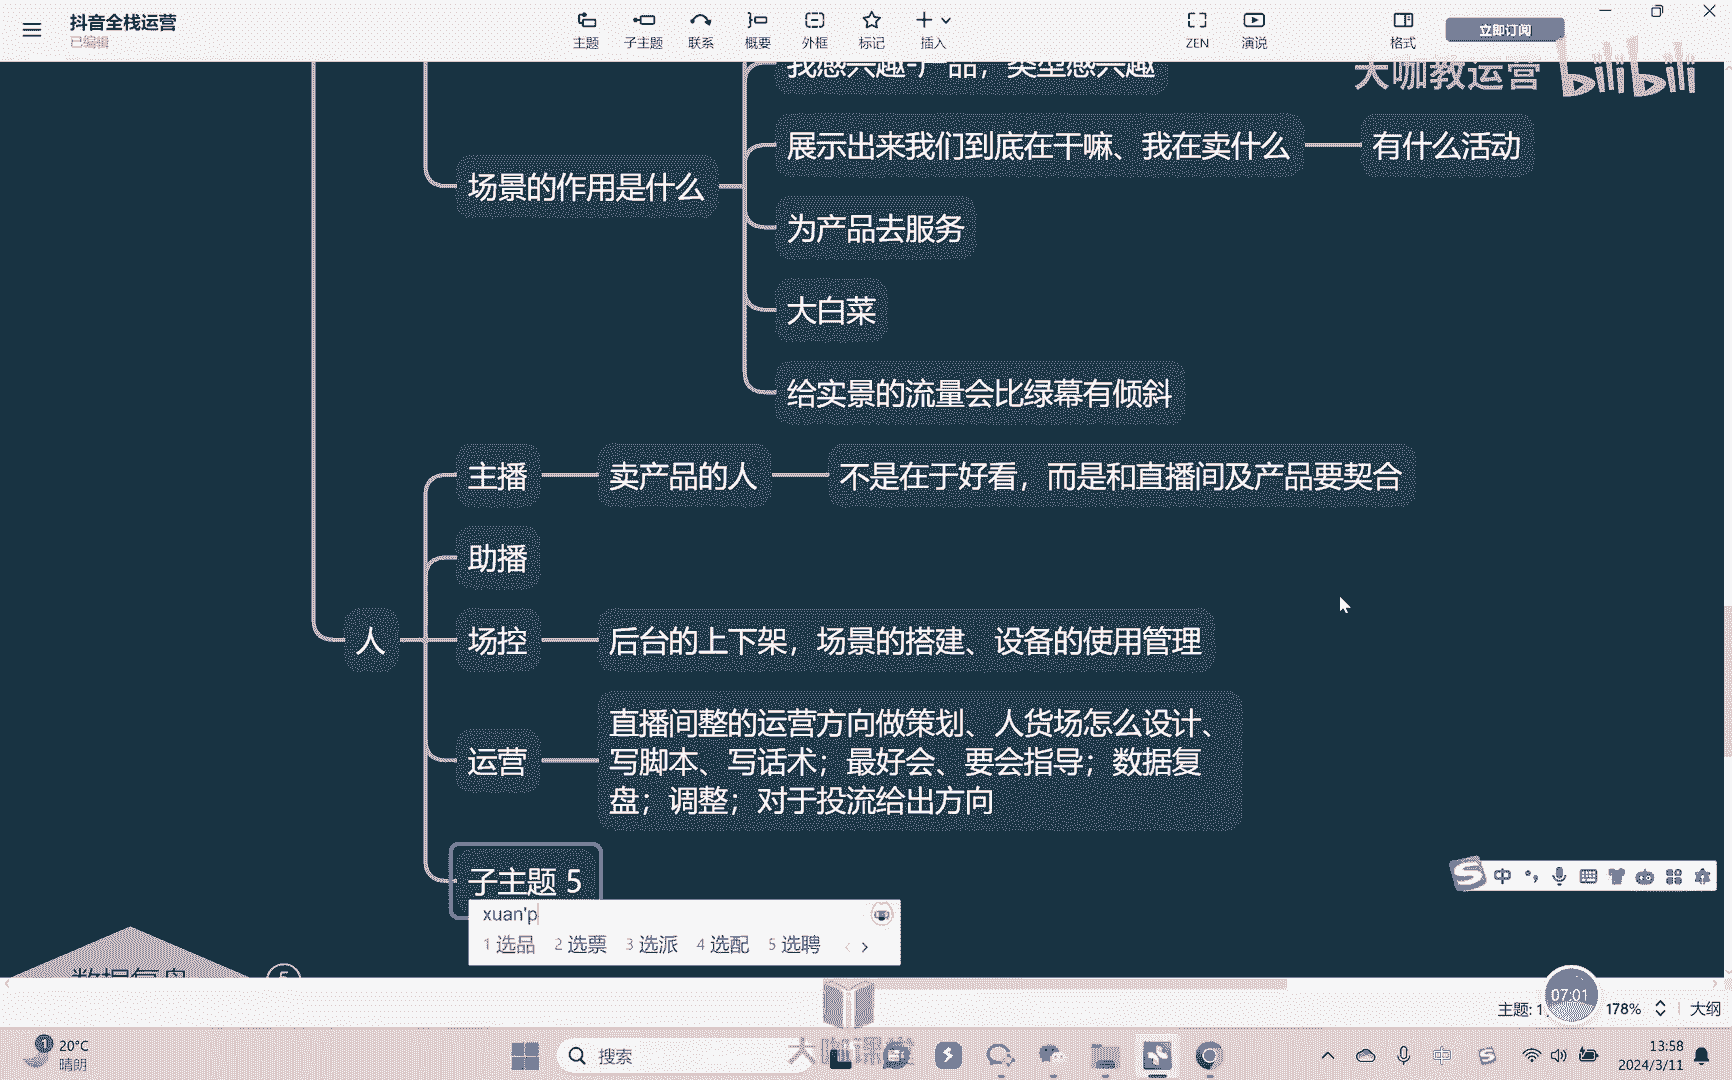 抖音全栈运营
已编辑
主题
子主题
联系
概要
外框
标记
插入
ZEN
演说
格式
立即订阅
大咖教运营 bilibili
我感兴趣-产品，类型感兴趣
展示出来我们到底在干嘛、我在卖什么
有什么活动
场景的作用是什么
为产品去服务
大白菜
给实景的流量会比绿幕有倾斜
主播
卖产品的人
不是在于好看，而是和直播间及产品要契合
助播
人
场控
后台的上下架，场景的搭建、设备的使用管理
运营
直播间整的运营方向做策划、人货场怎么设计、
写脚本、写话术；最好会、要会指导；数据复
盘；调整；对于投流给出方向
子主题 5
xuan'p
1 选品 2 选票 3 选派 4 选配 5 选聘
中
数据复盘
5
07:01
主题: 1
178%
大纲
1
20°C
晴朗
搜索
大咖课堂
中
13:58
2024/3/11